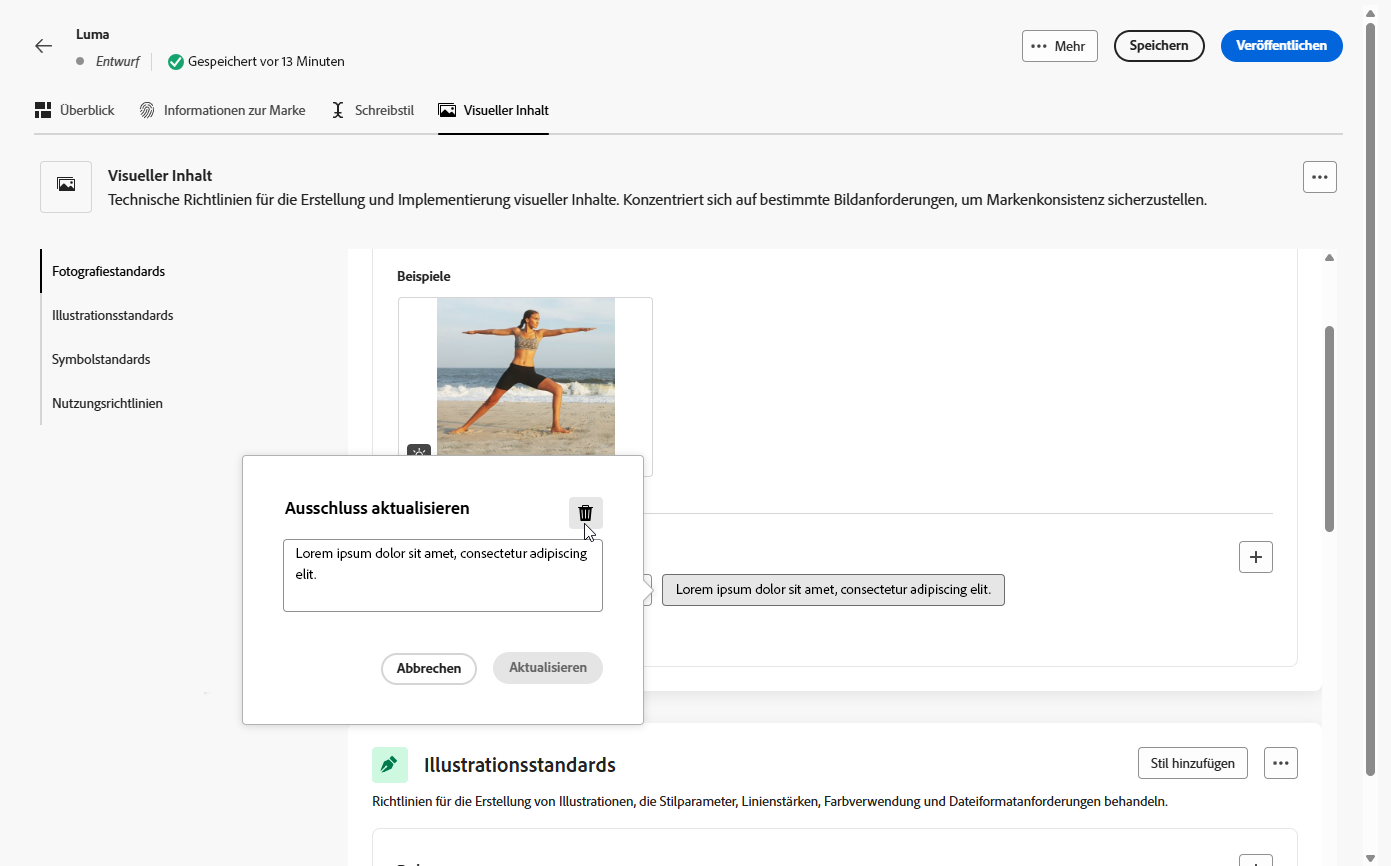 Luma
Entwurf
Gespeichert vor 13 Minuten
Mehr
Speichern
Veröffentlichen
Überblick
Informationen zur Marke
Schreibstil
Visueller Inhalt
Visueller Inhalt
Technische Richtlinien für die Erstellung und Implementierung visueller Inhalte. Konzentriert sich auf bestimmte Bildanforderungen, um Markenkonsistenz sicherzustellen.
Fotografiestandards
Illustrationsstandards
Symbolstandards
Nutzungsrichtlinien
Beispiele
Ausschluss aktualisieren
Lorem ipsum dolor sit amet, consectetur adipiscing
elit.
Abbrechen
Aktualisieren
Lorem ipsum dolor sit amet, consectetur adipiscing elit.
Illustrationsstandards
Stil hinzufügen
Richtlinien für die Erstellung von Illustrationen, die Stilparameter, Linienstärken, Farbverwendung und Dateiformatanforderungen behandeln.